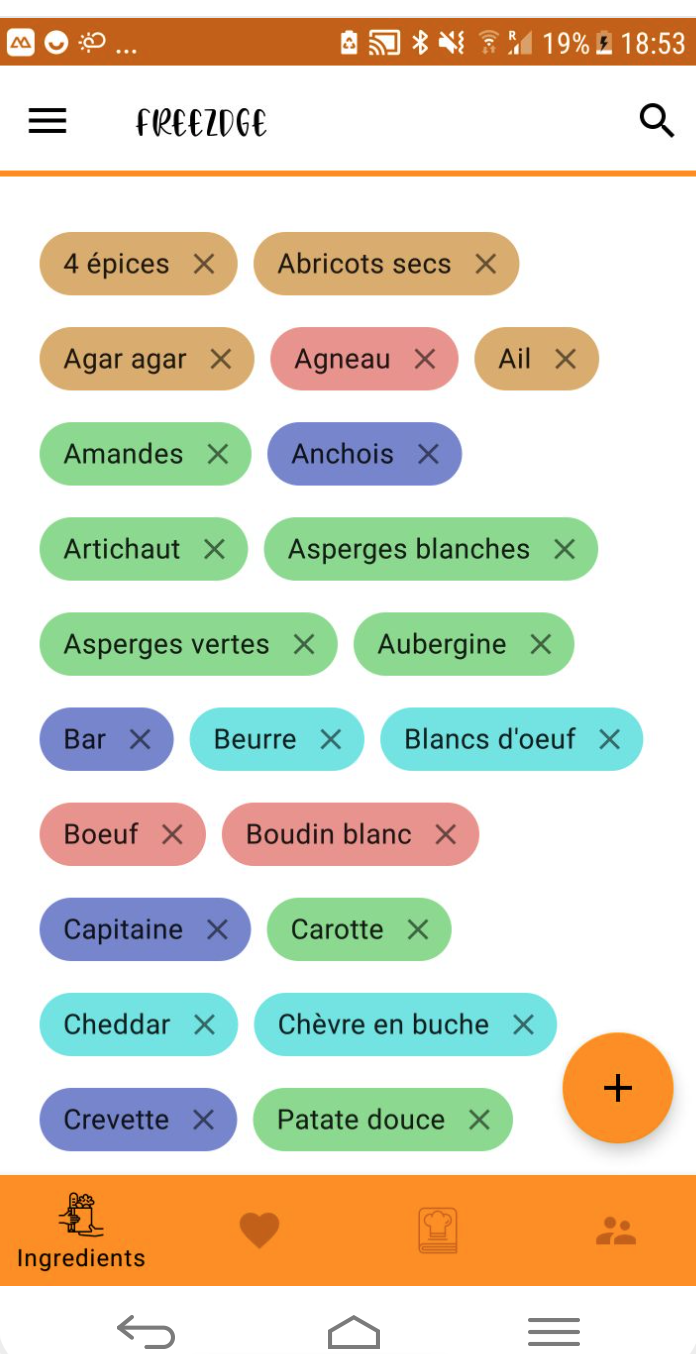 ... R 19% 18:53
FREEZDGE
4 épices Abricots secs
Agar agar Agneau Ail
Amandes Anchois
Artichaut Asperges blanches
Asperges vertes Aubergine
Bar Beurre Blancs d'oeuf
Boeuf Boudin blanc
Capitaine Carotte
Cheddar Chèvre en buche
Crevette Patate douce
Ingredients